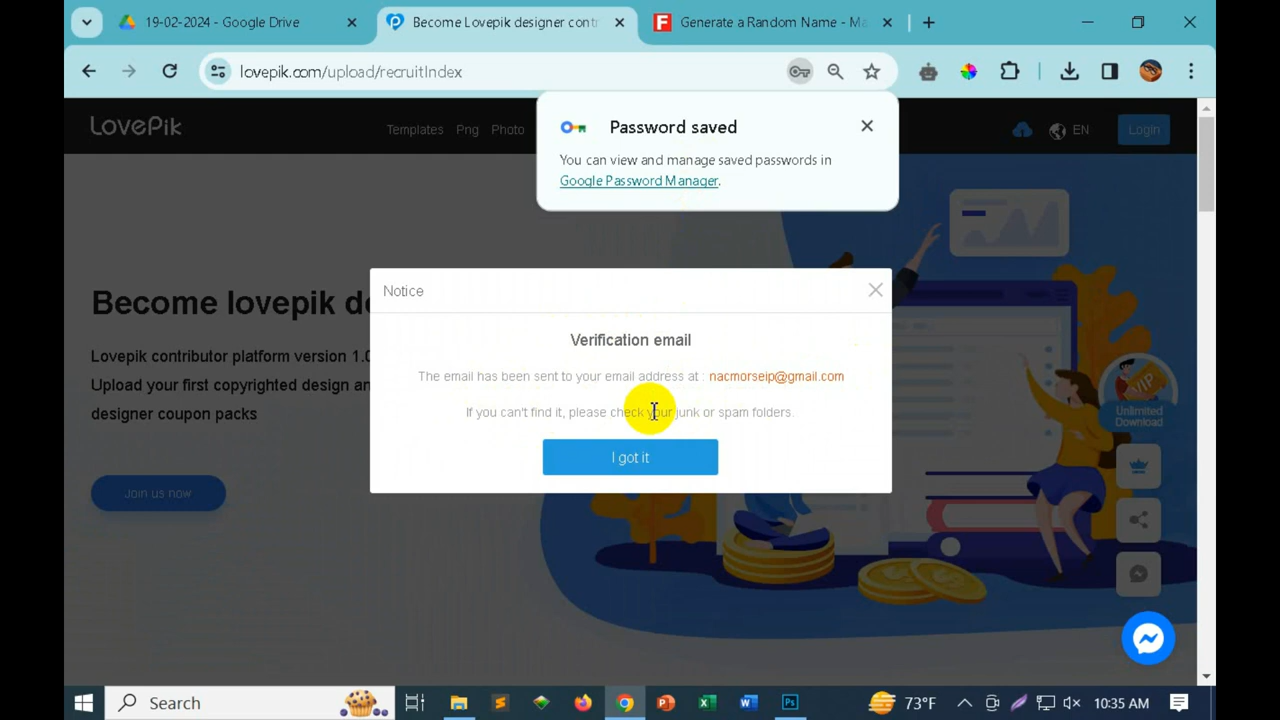 19-02-2024 - Google Drive
Become Lovepik designer cont
Generate a Random Name - Ma
lovepik.com/upload/recruitIndex
LovePik
Templates Png Photo
EN
Login
Password saved
You can view and manage saved passwords in
Google Password Manager.
Notice
Verification email
The email has been sent to your email address at : nacmorseip@gmail.com
If you can't find it, please check your junk or spam folders.
I got it
Become lovepik de
Lovepik contributor platform version 1.0
Upload your first copyrighted design an
designer coupon packs
Join us now
VIP
Unlimited
Download
Search
73°F
10:35 AM